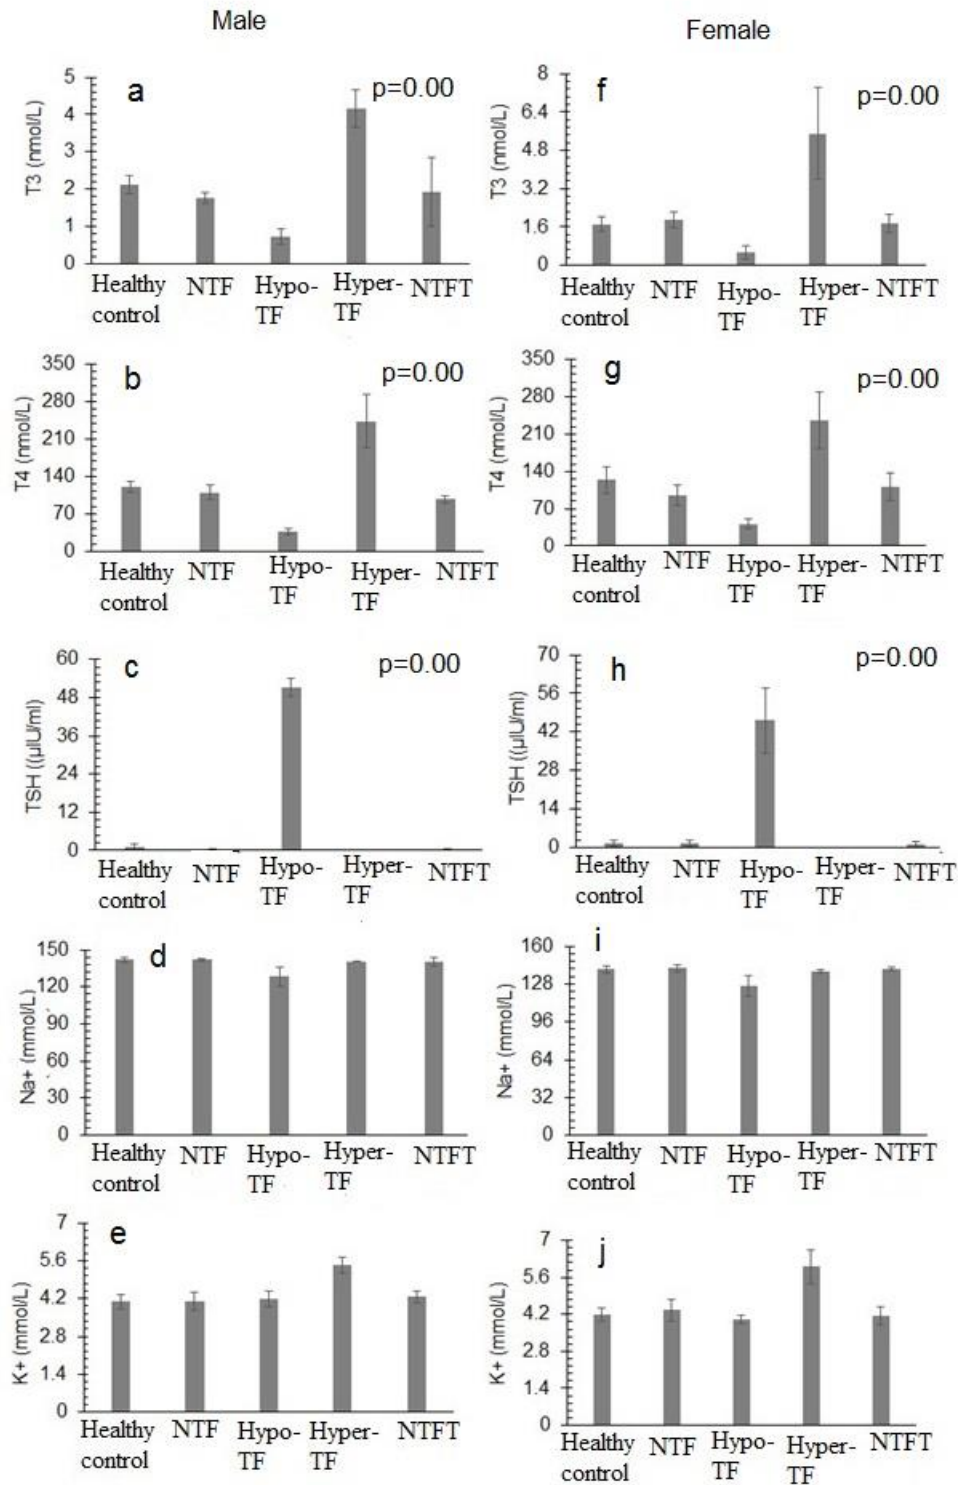 Male
Female
a
p=0.00
T3 (nmol/L)
5
4
3
2
1
0
Healthy control
NTF
Hypo-TF
Hyper-TF
NTFT
f
p=0.00
T3 (nmol/L)
8
6.4
4.8
3.2
1.6
0
Healthy control
NTF
Hypo-TF
Hyper-TF
NTFT
b
p=0.00
T4 (nmol/L)
350
280
210
140
70
0
Healthy control
NTF
Hypo-TF
Hyper-TF
NTFT
g
p=0.00
T4 (nmol/L)
350
280
210
140
70
0
Healthy control
NTF
Hypo-TF
Hyper-TF
NTFT
c
p=0.00
TSH ((µIU/ml)
60
48
36
24
12
0
Healthy control
NTF
Hypo-TF
Hyper-TF
NTFT
h
p=0.00
TSH ((µIU/ml)
70
56
42
28
14
0
Healthy control
NTF
Hypo-TF
Hyper-TF
NTFT
d
Na+ (mmol/L)
150
120
90
60
30
0
Healthy control
NTF
Hypo-TF
Hyper-TF
NTFT
i
Na+ (mmol/L)
160
128
96
64
32
0
Healthy control
NTF
Hypo-TF
Hyper-TF
NTFT
e
K+ (mmol/L)
7
5.6
4.2
2.8
1.4
0
Healthy control
NTF
Hypo-TF
Hyper-TF
NTFT
j
K+ (mmol/L)
7
5.6
4.2
2.8
1.4
0
Healthy control
NTF
Hypo-TF
Hyper-TF
NTFT